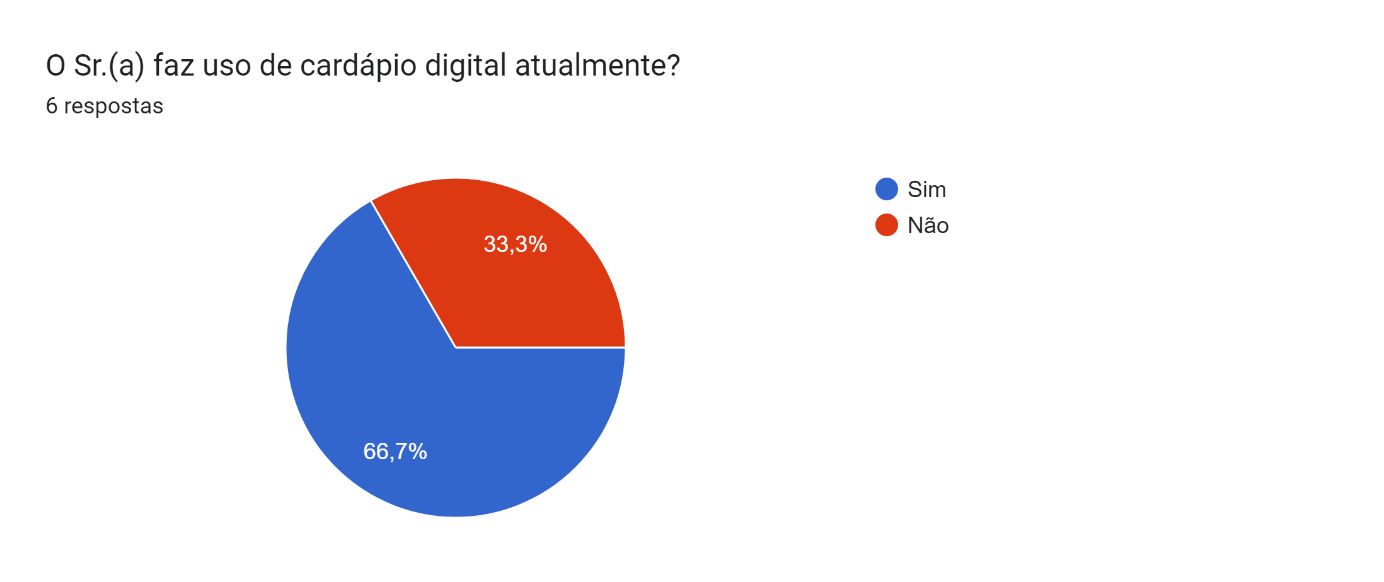 O Sr.(a) faz uso de cardápio digital atualmente?
6 respostas
Sim
Não
33,3%
66,7%